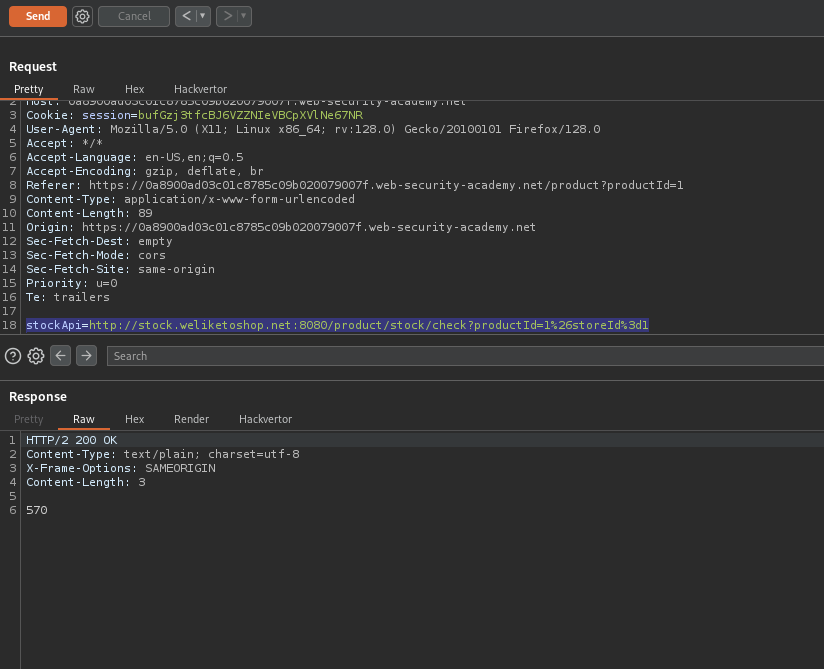 Send Cancel < >
Request
Pretty Raw Hex Hackvertor
2 Host: 0a8900ad03c01c8785c09b020079007f.web-security-academy.net
3 Cookie: session=bufGzj3tfcBJ6VZZNIeVBCpXVlNe67NR
4 User-Agent: Mozilla/5.0 (X11; Linux x86_64; rv:128.0) Gecko/20100101 Firefox/128.0
5 Accept: */*
6 Accept-Language: en-US,en;q=0.5
7 Accept-Encoding: gzip, deflate, br
8 Referer: https://0a8900ad03c01c8785c09b020079007f.web-security-academy.net/product?productId=1
9 Content-Type: application/x-www-form-urlencoded
10 Content-Length: 89
11 Origin: https://0a8900ad03c01c8785c09b020079007f.web-security-academy.net
12 Sec-Fetch-Dest: empty
13 Sec-Fetch-Mode: cors
14 Sec-Fetch-Site: same-origin
15 Priority: u=0
16 Te: trailers
17
18 stockApi=http://stock.weliketoshop.net:8080/product/stock/check?productId=1%26storeId%3d1
? Search
Response
Pretty Raw Hex Render Hackvertor
1 HTTP/2 200 OK
2 Content-Type: text/plain; charset=utf-8
3 X-Frame-Options: SAMEORIGIN
4 Content-Length: 3
5
6 570